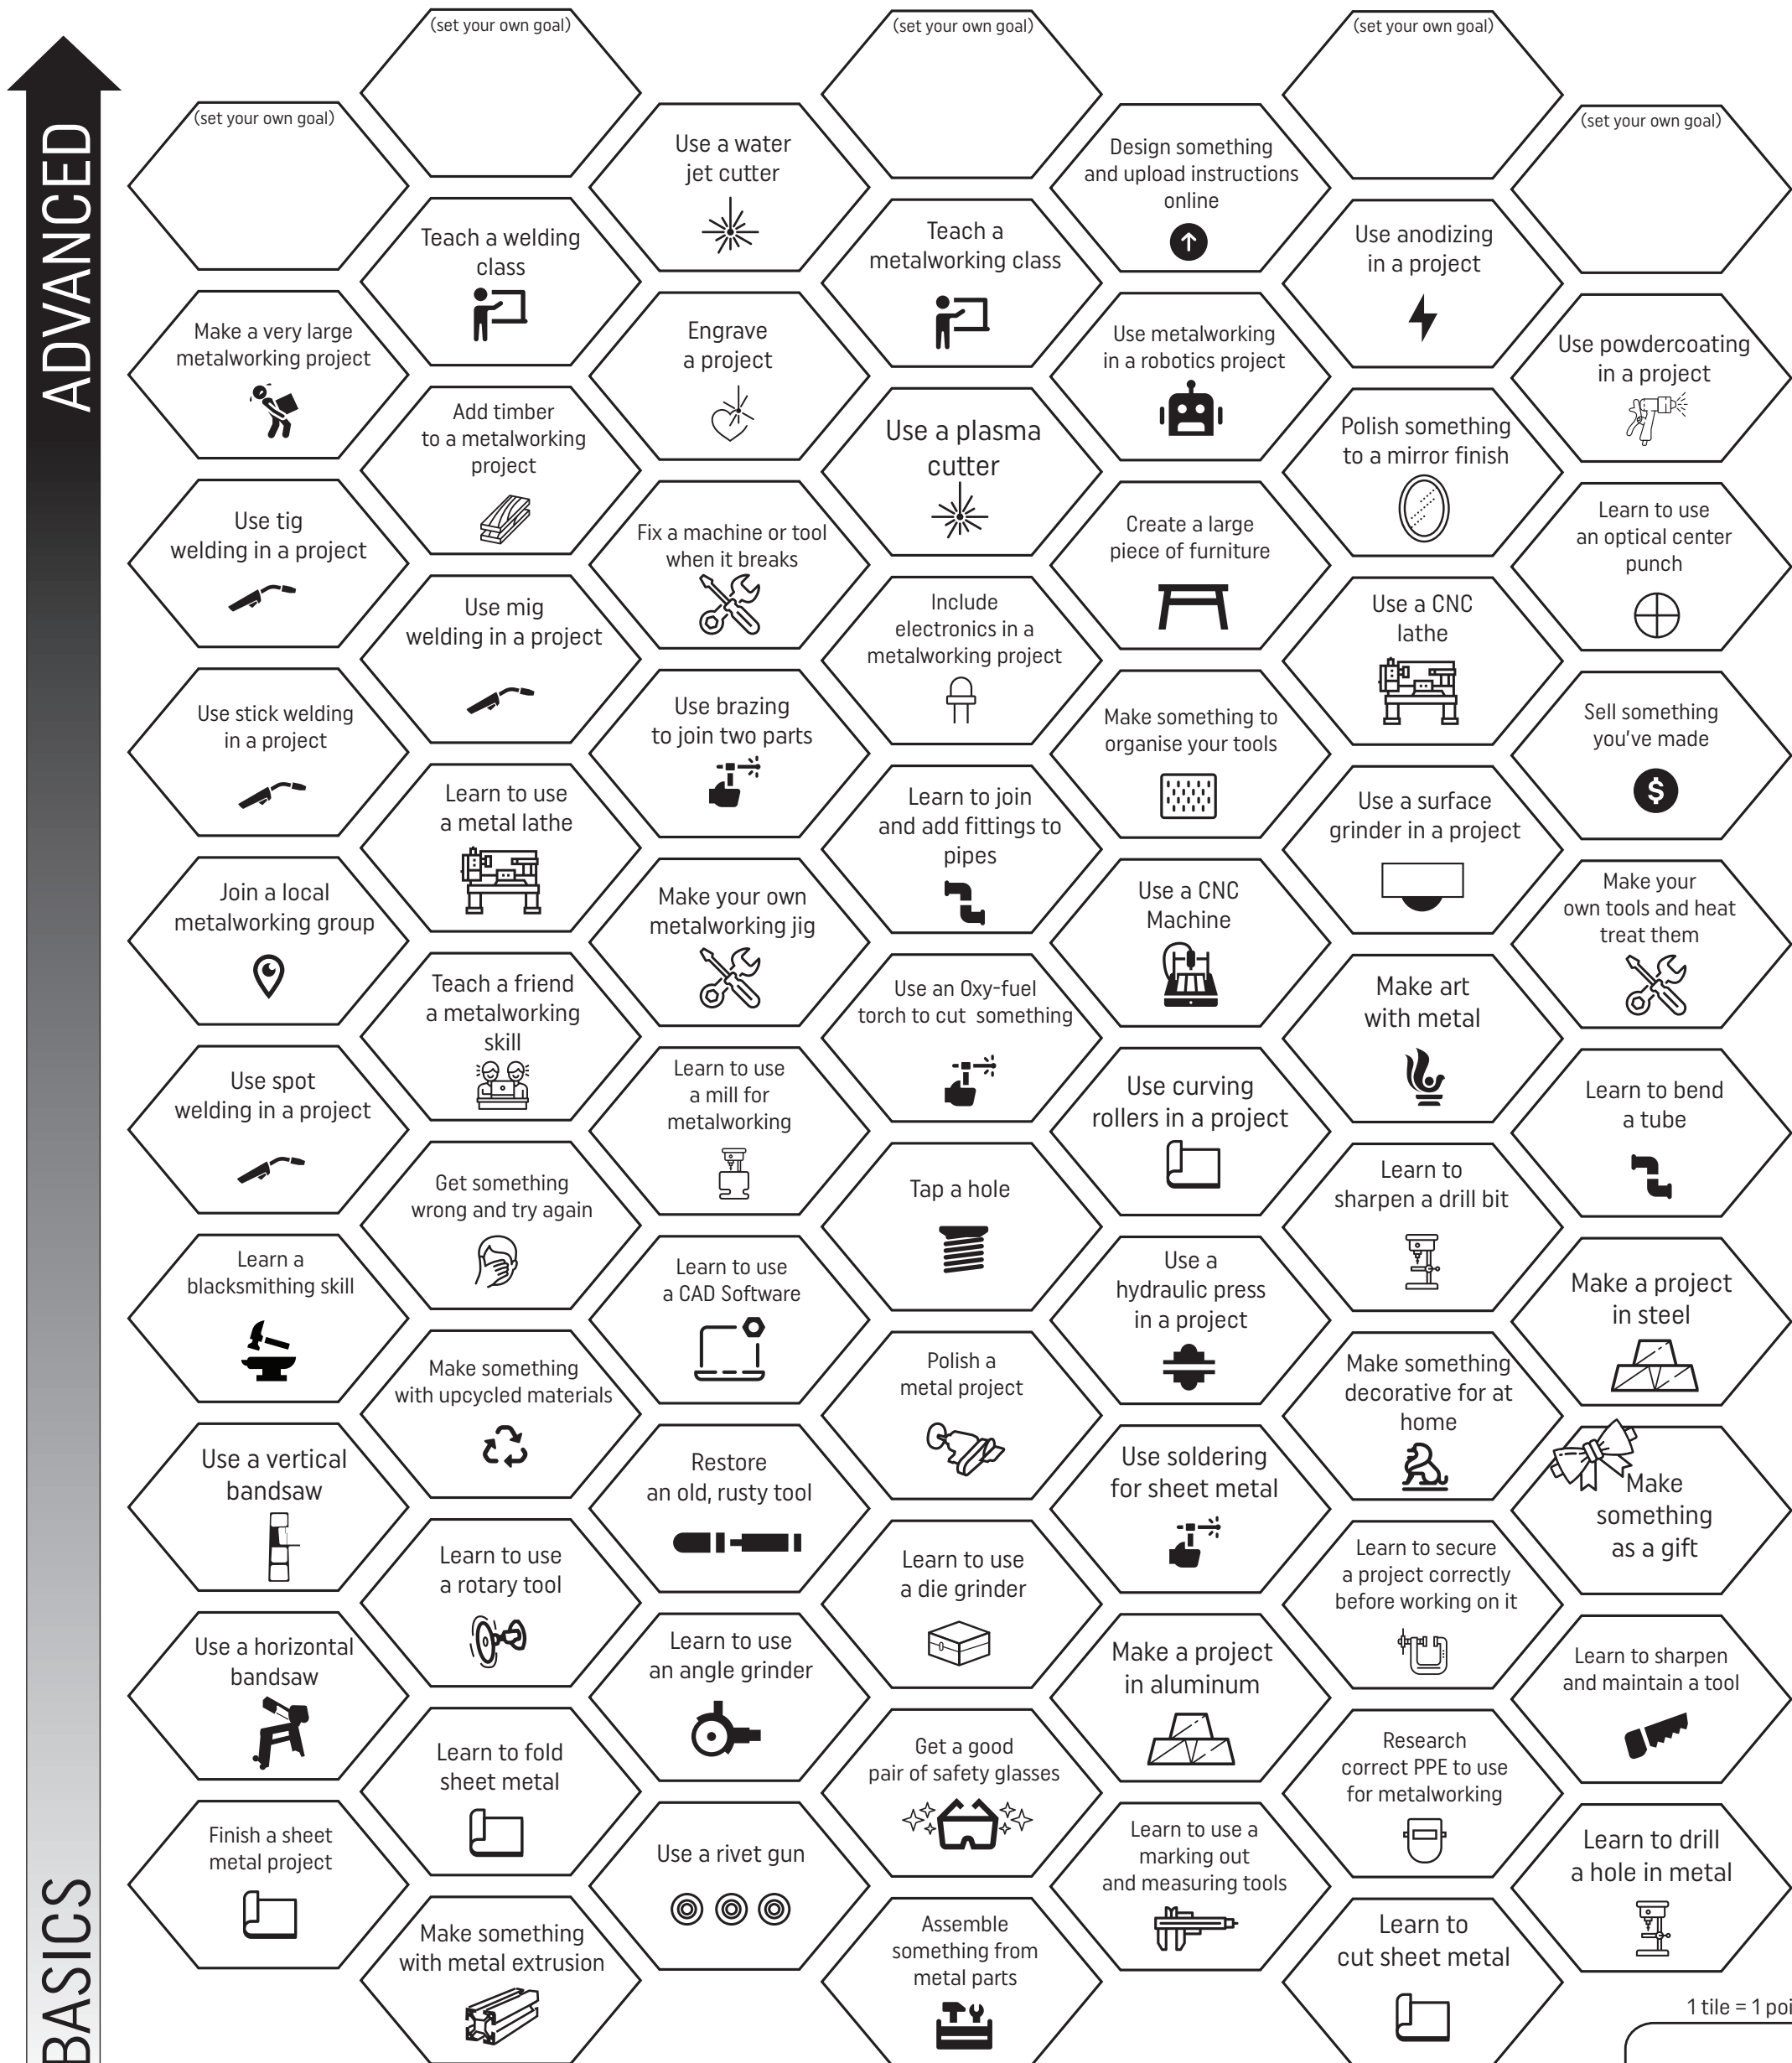 ADVANCED
BASICS
(set your own goal)
(set your own goal)
(set your own goal)
(set your own goal)
(set your own goal)
Use a water
jet cutter
Design something
and upload instructions
online
Teach a welding
class
Teach a
metalworking class
Use anodizing
in a project
Make a very large
metalworking project
Engrave
a project
Use metalworking
in a robotics project
Use powdercoating
in a project
Add timber
to a metalworking
project
Use a plasma
cutter
Polish something
to a mirror finish
Use tig
welding in a project
Fix a machine or tool
when it breaks
Create a large
piece of furniture
Learn to use
an optical center
punch
Use mig
welding in a project
Include
electronics in a
metalworking project
Use a CNC
lathe
Use stick welding
in a project
Use brazing
to join two parts
Make something to
organise your tools
Sell something
you've made
$
Learn to use
a metal lathe
Learn to join
and add fittings to
pipes
Use a surface
grinder in a project
Join a local
metalworking group
Make your own
metalworking jig
Use a CNC
Machine
Make your
own tools and heat
treat them
Teach a friend
a metalworking
skill
Use an Oxy-fuel
torch to cut something
Make art
with metal
Use spot
welding in a project
Learn to use
a mill for
metalworking
Use curving
rollers in a project
Learn to bend
a tube
Get something
wrong and try again
Tap a hole
Learn to
sharpen a drill bit
Learn a
blacksmithing skill
Learn to use
a CAD Software
Use a
hydraulic press
in a project
Make a project
in steel
Make something
with upcycled materials
Polish a
metal project
Make something
decorative for at
home
Use a vertical
bandsaw
Restore
an old, rusty tool
Use soldering
for sheet metal
Make
something
as a gift
Learn to use
a rotary tool
Learn to use
a die grinder
Learn to secure
a project correctly
before working on it
Use a horizontal
bandsaw
Learn to use
an angle grinder
Make a project
in aluminum
Learn to sharpen
and maintain a tool
Learn to fold
sheet metal
Get a good
pair of safety glasses
Research
correct PPE to use
for metalworking
Finish a sheet
metal project
Use a rivet gun
Learn to use a
marking out
and measuring tools
Learn to drill
a hole in metal
Make something
with metal extrusion
Assemble
something from
metal parts
Learn to
cut sheet metal
1 tile = 1 poi